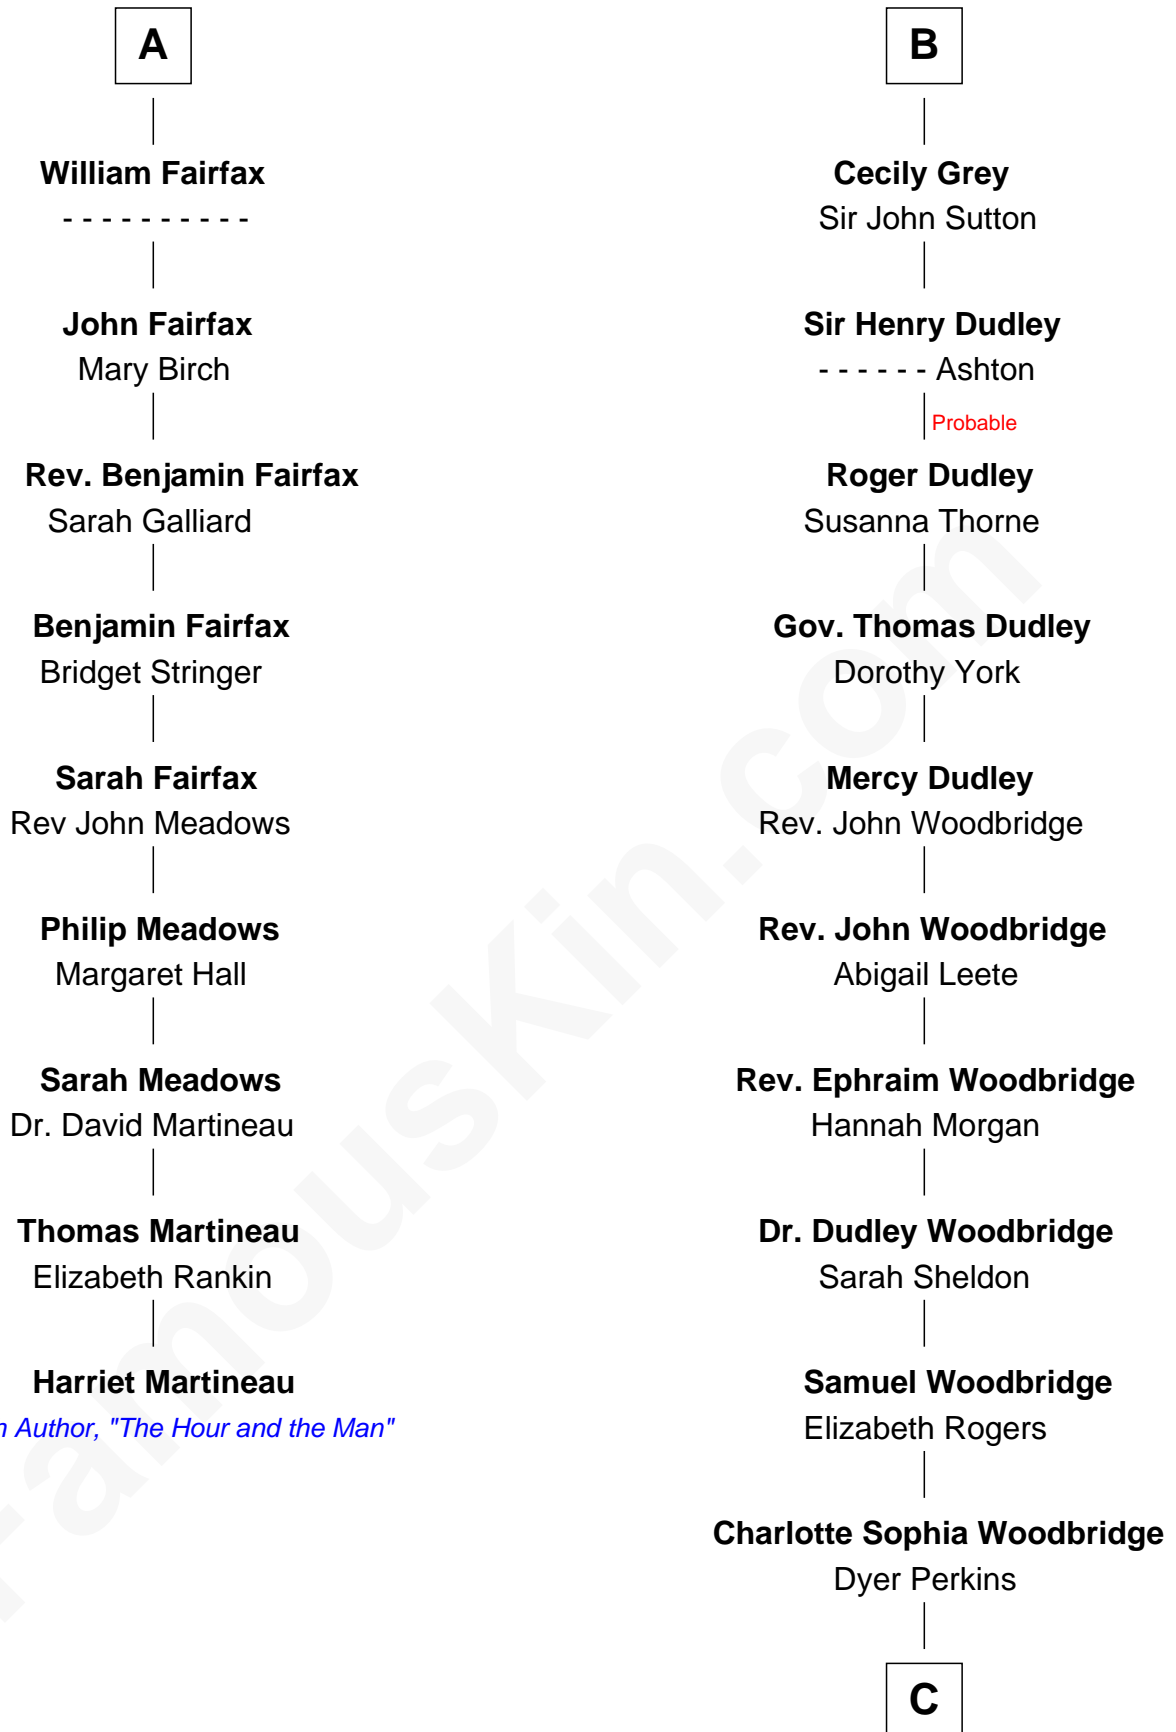 A
William Fairfax
- - - - - - - - - -
John Fairfax
Mary Birch
Rev. Benjamin Fairfax
Sarah Galliard
Benjamin Fairfax
Bridget Stringer
Sarah Fairfax
Rev John Meadows
Philip Meadows
Margaret Hall
Sarah Meadows
Dr. David Martineau
Thomas Martineau
Elizabeth Rankin
Harriet Martineau
Author, "The Hour and the Man"
B
Cecily Grey
Sir John Sutton
Sir Henry Dudley
- - - - - - Ashton
Probable
Roger Dudley
Susanna Thorne
Gov. Thomas Dudley
Dorothy York
Mercy Dudley
Rev. John Woodbridge
Rev. John Woodbridge
Abigail Leete
Rev. Ephraim Woodbridge
Hannah Morgan
Dr. Dudley Woodbridge
Sarah Sheldon
Samuel Woodbridge
Elizabeth Rogers
Charlotte Sophia Woodbridge
Dyer Perkins
C
FamousKin.com